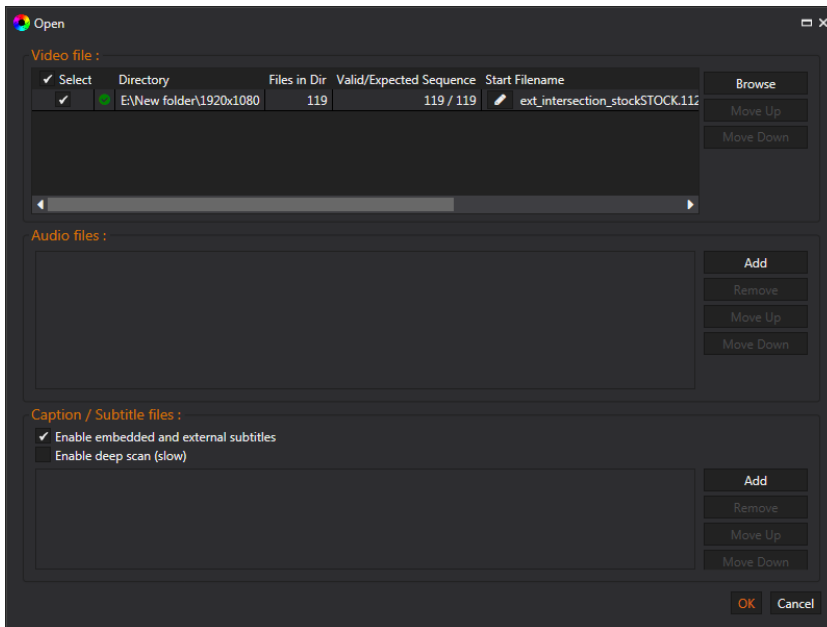 Open
Video file :
Select Directory Files in Dir Valid/Expected Sequence Start Filename
E:\New folder\1920x1080 119 119 / 119 ext_intersection_stockSTOCK.112
Browse
Move Up
Move Down
Audio files :
Add
Remove
Move Up
Move Down
Caption / Subtitle files :
Enable embedded and external subtitles
Enable deep scan (slow)
Add
Remove
Move Up
Move Down
OK Cancel